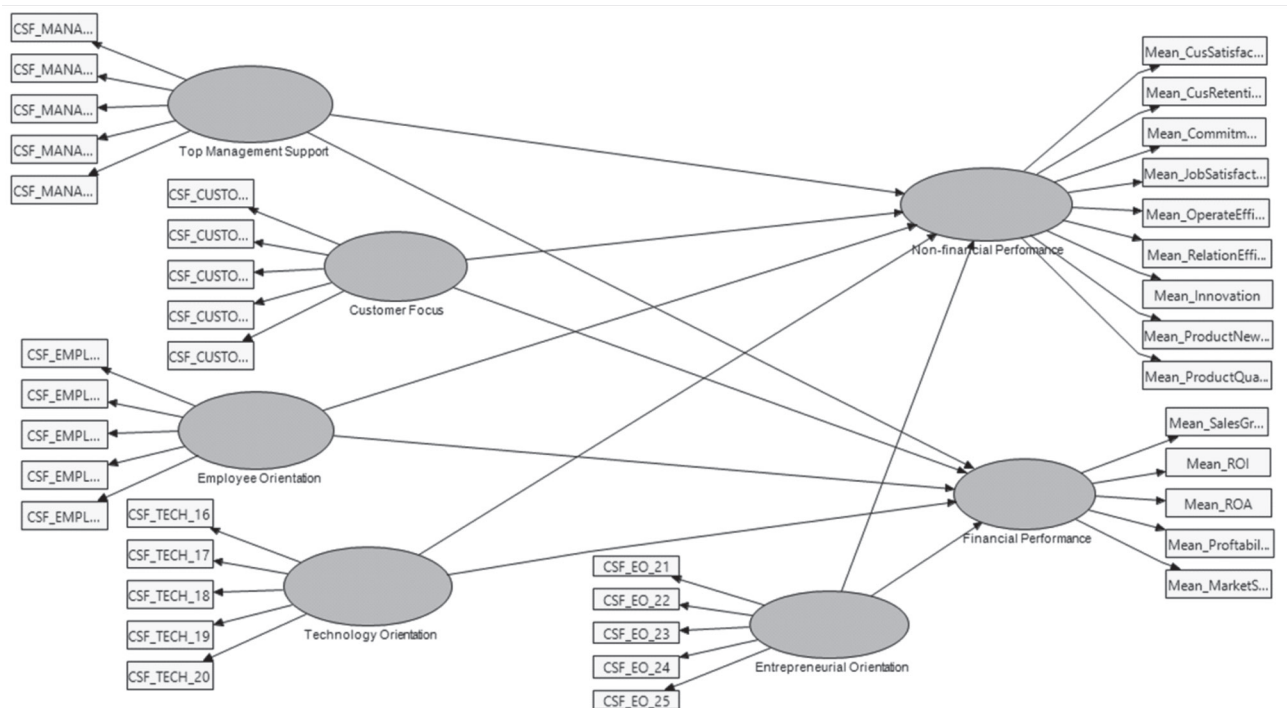 CSF_MANA...
CSF_MANA...
CSF_MANA...
CSF_MANA...
CSF_MANA...
Top Management Support
CSF_CUSTO...
CSF_CUSTO...
CSF_CUSTO...
CSF_CUSTO...
CSF_CUSTO...
Customer Focus
CSF_EMPL...
CSF_EMPL...
CSF_EMPL...
CSF_EMPL...
CSF_EMPL...
Employee Orientation
CSF_TECH_16
CSF_TECH_17
CSF_TECH_18
CSF_TECH_19
CSF_TECH_20
Technology Orientation
CSF_EO_21
CSF_EO_22
CSF_EO_23
CSF_EO_24
CSF_EO_25
Entrepreneurial Orientation
Mean_CusSatisfac...
Mean_CusRetenti...
Mean_Commitm...
Mean_JobSatisfact...
Mean_OperateEffi...
Mean_RelationEffi...
Mean_Innovation
Mean_ProductNew...
Mean_ProductQua...
Non-financial Performance
Mean_SalesGr...
Mean_ROI
Mean_ROA
Mean_Proftabil...
Mean_MarketS...
Financial Performance